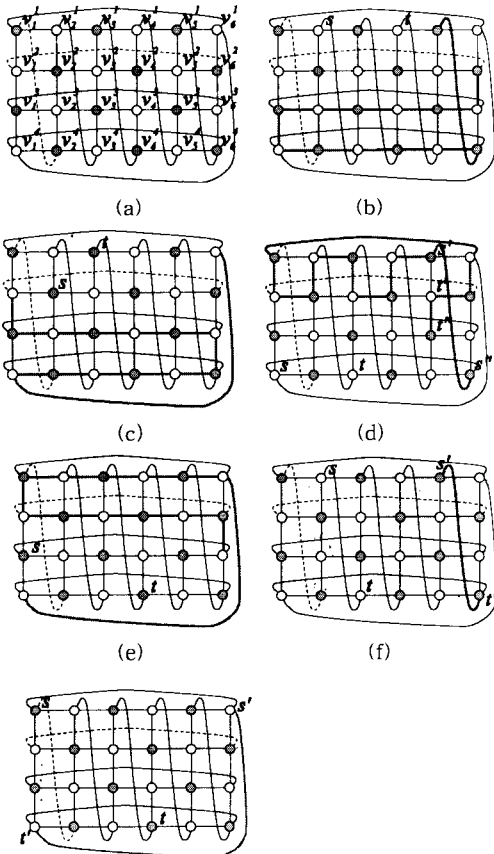 v₁¹ v₂¹ v₃¹ v₄¹ v₅¹ v₆¹
v₁² v₂² v₃² v₄² v₅² v₆²
v₁³ v₂³ v₃³ v₄³ v₅³ v₆³
v₁⁴ v₂⁴ v₃⁴ v₄⁴ v₅⁴ v₆⁴
(a)
s t
(b)
t
s
(c)
s'
t'
t''
s t s''
(d)
s
t
(e)
s s'
t t'
(f)
s s'
t' t